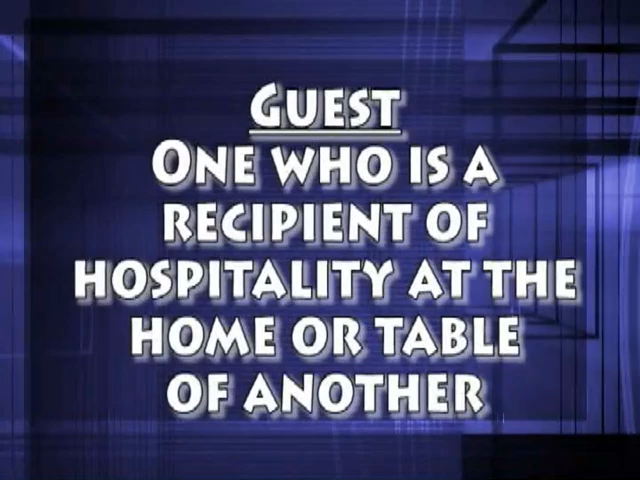 GUEST
ONE WHO IS A
RECIPIENT OF
HOSPITALITY AT THE
HOME OR TABLE
OF ANOTHER